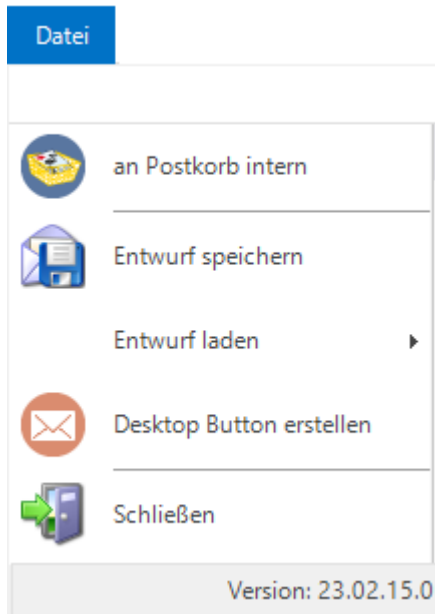 Datei
an Postkorb intern
Entwurf speichern
Entwurf laden
Desktop Button erstellen
Schließen
Version: 23.02.15.0